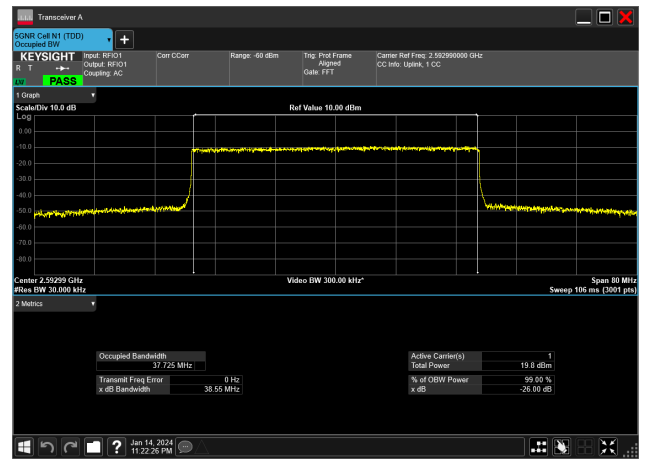 Transceiver A
5GNR Cell N1 (TDD)
Occupied BW
KEYSIGHT
R T
LW PASS
Input: RFIO1
Output: RFIO1
Coupling: AC
Corr CCorr
Range: -60 dBm
Trig: Prot Frame
Aligned
Gate: FFT
Carrier Ref Freq: 2.592990000 GHz
CC Info: Uplink, 1 CC
1 Graph
Scale/Div 10.0 dB
Ref Value 10.00 dBm
Log
0.00
-10.0
-20.0
-30.0
-40.0
-50.0
-60.0
-70.0
-80.0
Center 2.59299 GHz
Video BW 300.00 kHz*
Span 80 MHz
#Res BW 30.000 kHz
Sweep 106 ms (3001 pts)
2 Metrics
Occupied Bandwidth
37.725 MHz
Transmit Freq Error 0 Hz
x dB Bandwidth 38.55 MHz
Active Carrier(s) 1
Total Power 19.8 dBm
% of OBW Power 99.00 %
x dB -26.00 dB
?
Jan 14, 2024
11:22:26 PM